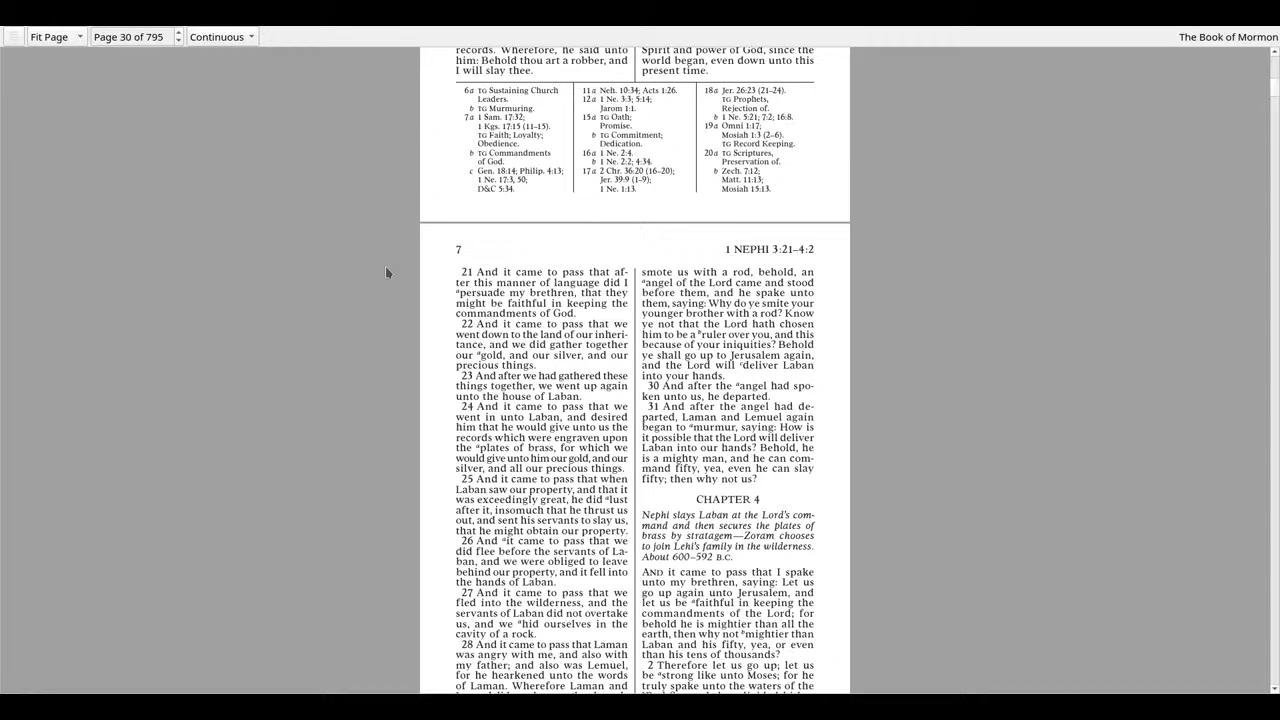 Fit Page
Page 30 of 795
Continuous
The Book of Mormon
records. Wherefore, he said unto
him: Behold thou art a robber, and
I will slay thee.
Spirit and power of God, since the
world began, even down unto this
present time.
6a TG Sustaining Church
Leaders.
b TG Murmuring.
7a 1 Sam. 17:32;
1 Kgs. 17:15 (11–15).
TG Faith; Loyalty;
Obedience.
b TG Commandments
of God.
c Gen. 18:14; Philip. 4:13;
1 Ne. 17:3, 50;
D&C 5:34.
11a Neh. 10:34; Acts 1:26.
12a 1 Ne. 3:3; 5:14;
Jarom 1:1.
15a TG Oath;
Promise.
b TG Commitment;
Dedication.
16a 1 Ne. 2:4.
b 1 Ne. 2:2; 4:34.
17a 2 Chr. 36:20 (16–20);
Jer. 39:9 (1–9);
1 Ne. 1:13.
18a Jer. 26:23 (21–24).
TG Prophets,
Rejection of.
b 1 Ne. 5:21; 7:2; 16:8.
19a Omni 1:17;
Mosiah 1:3 (2–6).
TG Record Keeping.
20a TG Scriptures,
Preservation of.
b Zech. 7:12;
Matt. 11:13;
Mosiah 15:13.
7
1 NEPHI 3:21–4:2
21 And it came to pass that af-
ter this manner of language did I
apersuade my brethren, that they
might be faithful in keeping the
commandments of God.
22 And it came to pass that we
went down to the land of our inheri-
tance, and we did gather together
our agold, and our silver, and our
precious things.
23 And after we had gathered these
things together, we went up again
unto the house of Laban.
24 And it came to pass that we
went in unto Laban, and desired
him that he would give unto us the
records which were engraven upon
the aplates of brass, for which we
would give unto him our gold, and our
silver, and all our precious things.
25 And it came to pass that when
Laban saw our property, and that it
was exceedingly great, he did alust
after it, insomuch that he thrust us
out, and sent his servants to slay us,
that he might obtain our property.
26 And ait came to pass that we
did flee before the servants of La-
ban, and we were obliged to leave
behind our property, and it fell into
the hands of Laban.
27 And it came to pass that we
fled into the wilderness, and the
servants of Laban did not overtake
us, and we ahid ourselves in the
cavity of a rock.
28 And it came to pass that Laman
was angry with me, and also with
my father; and also was Lemuel,
for he hearkened unto the words
of Laman. Wherefore Laman and
smote us with a rod, behold, an
aangel of the Lord came and stood
before them, and he spake unto
them, saying: Why do ye smite your
younger brother with a rod? Know
ye not that the Lord hath chosen
him to be a bruler over you, and this
because of your iniquities? Behold
ye shall go up to Jerusalem again,
and the Lord will cdeliver Laban
into your hands.
30 And after the aangel had spo-
ken unto us, he departed.
31 And after the angel had de-
parted, Laman and Lemuel again
began to amurmur, saying: How is
it possible that the Lord will deliver
Laban into our hands? Behold, he
is a mighty man, and he can com-
mand fifty, yea, even he can slay
fifty; then why not us?
CHAPTER 4
Nephi slays Laban at the Lord's com-
mand and then secures the plates of
brass by stratagem—Zoram chooses
to join Lehi's family in the wilderness.
About 600–592 B.C.
AND it came to pass that I spake
unto my brethren, saying: Let us
go up again unto Jerusalem, and
let us be afaithful in keeping the
commandments of the Lord; for
behold he is mightier than all the
earth, then why not bmightier than
Laban and his fifty, yea, or even
than his tens of thousands?
2 Therefore let us go up; let us
be astrong like unto Moses; for he
truly spake unto the waters of the